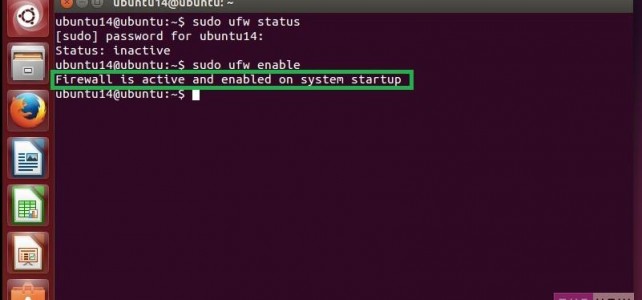 ubuntu14@ubuntu: ~
ubuntu14@ubuntu:~$ sudo ufw status
[sudo] password for ubuntu14:
Status: inactive
ubuntu14@ubuntu:~$ sudo ufw enable
Firewall is active and enabled on system startup
ubuntu14@ubuntu:~$